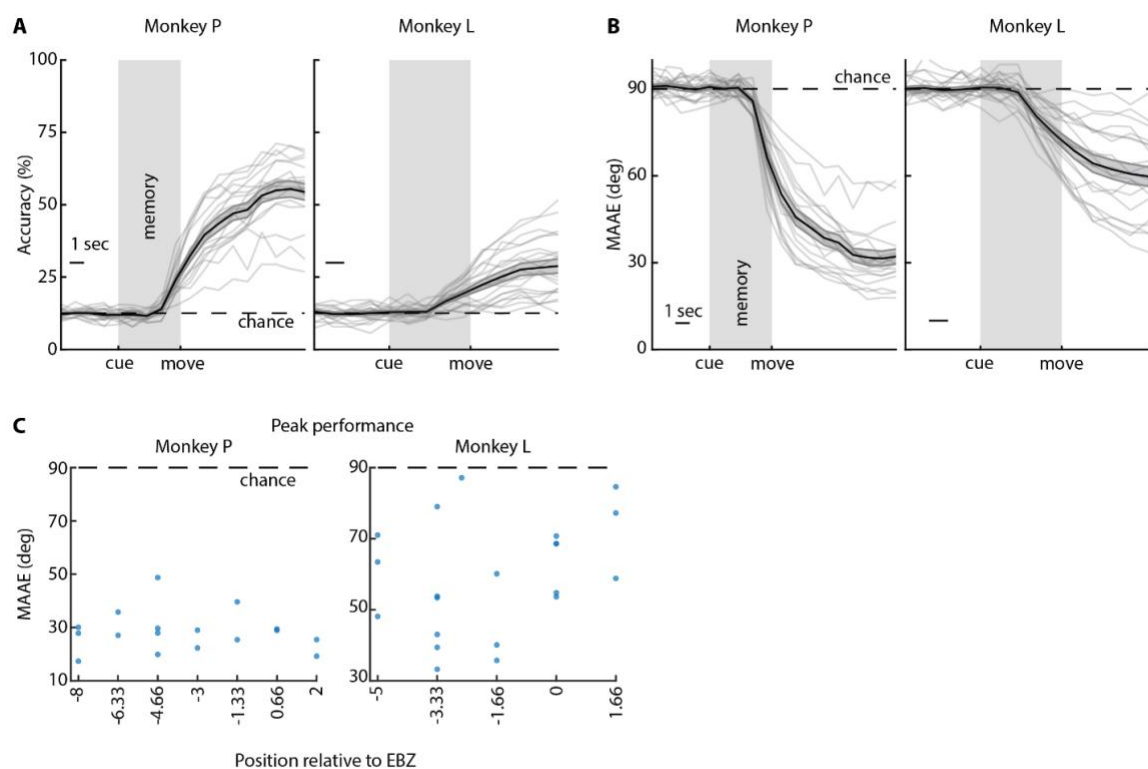 A
Monkey P
Monkey L
Accuracy (%)
100
75
50
25
0
1 sec
memory
chance
cue
move
cue
move
B
Monkey P
Monkey L
MAAE (deg)
90
60
30
0
chance
1 sec
memory
cue
move
cue
move
C
Peak performance
Monkey P
Monkey L
MAAE (deg)
90
70
50
30
10
chance
-8
-6.33
-4.66
-3
-1.33
0.66
2
90
70
50
30
-5
-3.33
-1.66
0
1.66
Position relative to EBZ